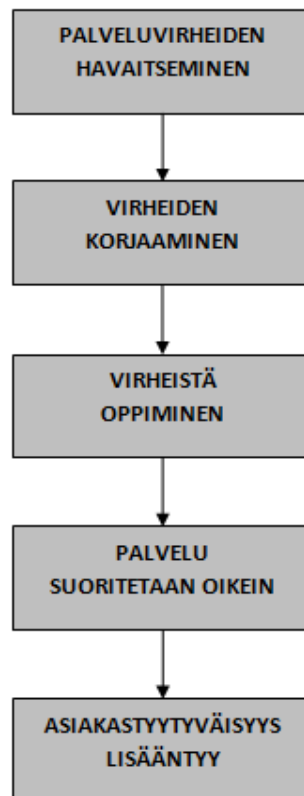 PALVELUVIRHEIDEN
HAVAITSEMINEN
VIRHEIDEN
KORJAAMINEN
VIRHEISTÄ
OPPIMINEN
PALVELU
SUORITETAAN OIKEIN
ASIAKASTYYTYVÄISYYS
LISÄÄNTYY